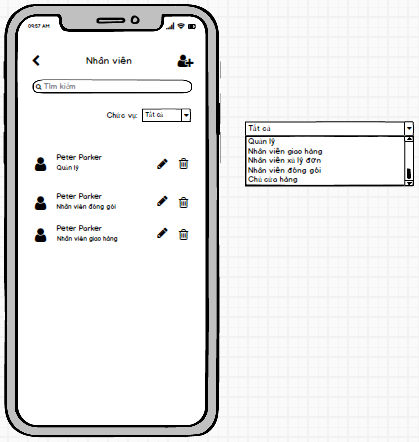 09:57 AM
Nhân viên
Tìm kiếm
Chức vụ: Tất cả
Peter Parker
Quản lý
Peter Parker
Nhân viên đóng gói
Peter Parker
Nhân viên giao hàng
Tất cả
Quản lý
Nhân viên giao hàng
Nhân viên xử lý đơn
Nhân viên đóng gói
Chủ cửa hàng